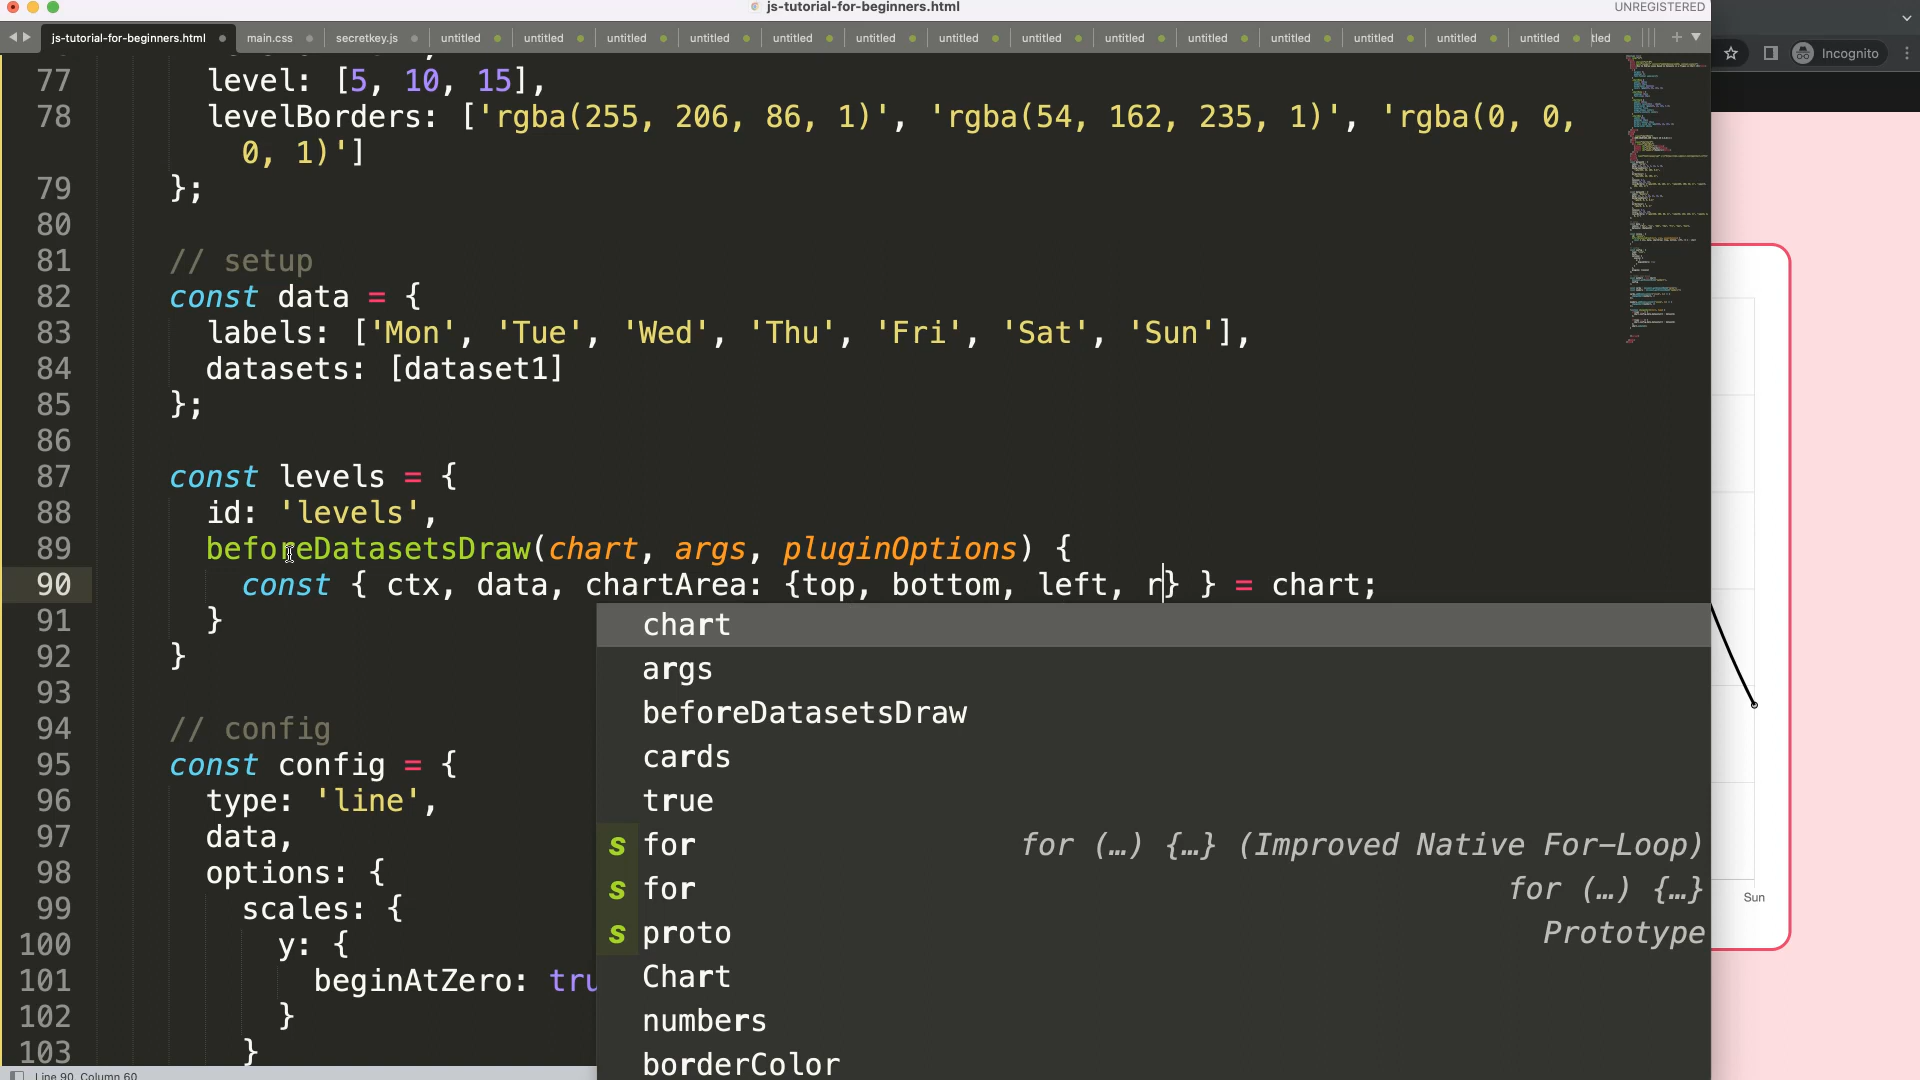 js-tutorial-for-beginners.html
UNREGISTERED
js-tutorial-for-beginners.html main.css secretkey.js untitled untitled untitled untitled untitled untitled untitled untitled untitled untitled untitled untitled untitled untitled tled
Incognito
77 level: [5, 10, 15],
78 levelBorders: ['rgba(255, 206, 86, 1)', 'rgba(54, 162, 235, 1)', 'rgba(0, 0,
0, 1)']
79 };
80
81 // setup
82 const data = {
83 labels: ['Mon', 'Tue', 'Wed', 'Thu', 'Fri', 'Sat', 'Sun'],
84 datasets: [dataset1]
85 };
86
87 const levels = {
88 id: 'levels',
89 beforeDatasetsDraw(chart, args, pluginOptions) {
90 const { ctx, data, chartArea: {top, bottom, left, r} } = chart;
91 }
92 }
93
94 // config
95 const config = {
96 type: 'line',
97 data,
98 options: {
99 scales: {
100 y: {
101 beginAtZero: tru
102 }
103 }
chart
args
beforeDatasetsDraw
cards
true
s for for (…) {…} (Improved Native For-Loop)
s for for (…) {…}
s proto Prototype
Chart
numbers
borderColor
Sun
Line 90, Column 60